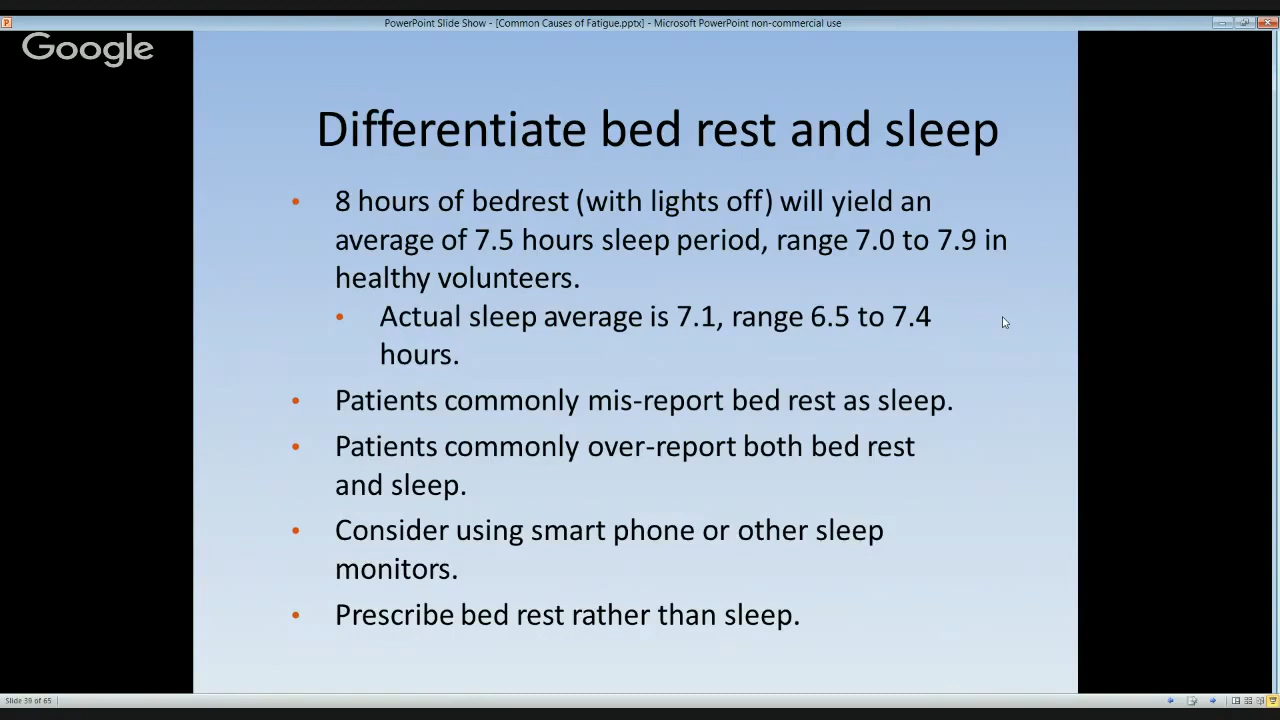 PowerPoint Slide Show - [Common Causes of Fatigue.pptx] - Microsoft PowerPoint non-commercial use
Google
Differentiate bed rest and sleep
• 8 hours of bedrest (with lights off) will yield an
average of 7.5 hours sleep period, range 7.0 to 7.9 in
healthy volunteers.
• Actual sleep average is 7.1, range 6.5 to 7.4
hours.
• Patients commonly mis-report bed rest as sleep.
• Patients commonly over-report both bed rest
and sleep.
• Consider using smart phone or other sleep
monitors.
• Prescribe bed rest rather than sleep.
Slide 39 of 65